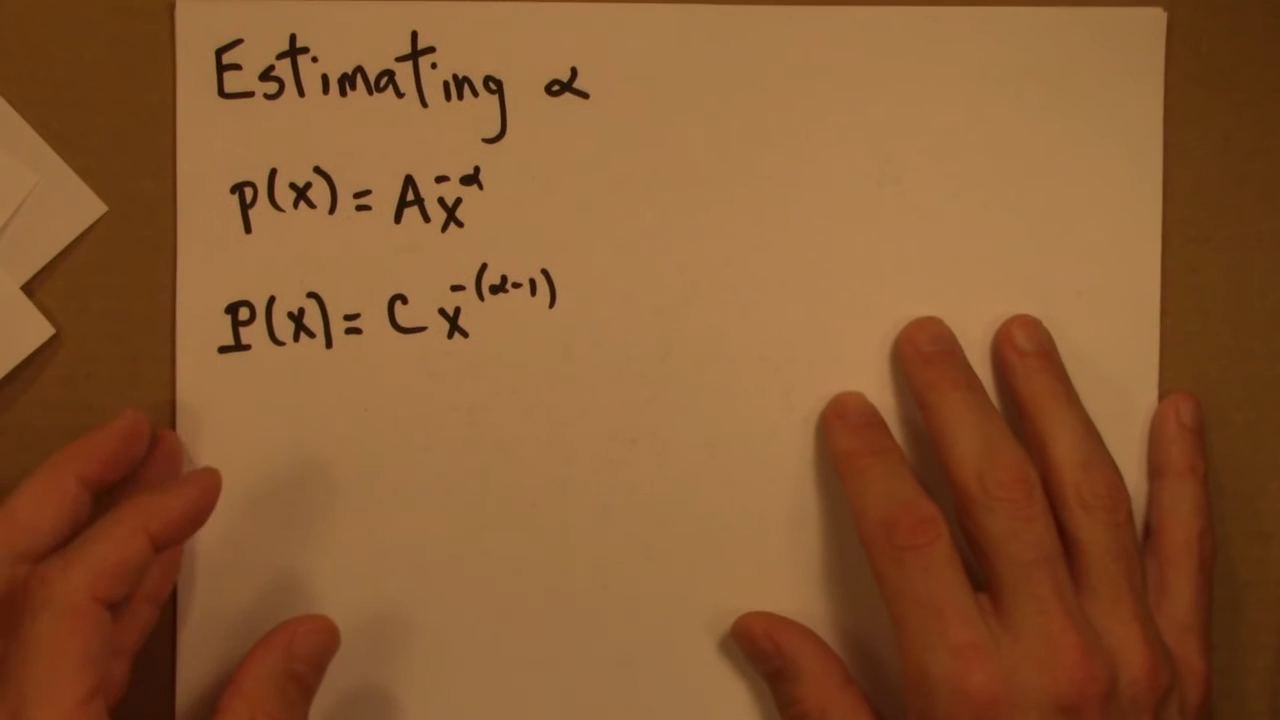 Estimating α
p(x) = Ax^-α
P(x) = Cx^-(α-1)